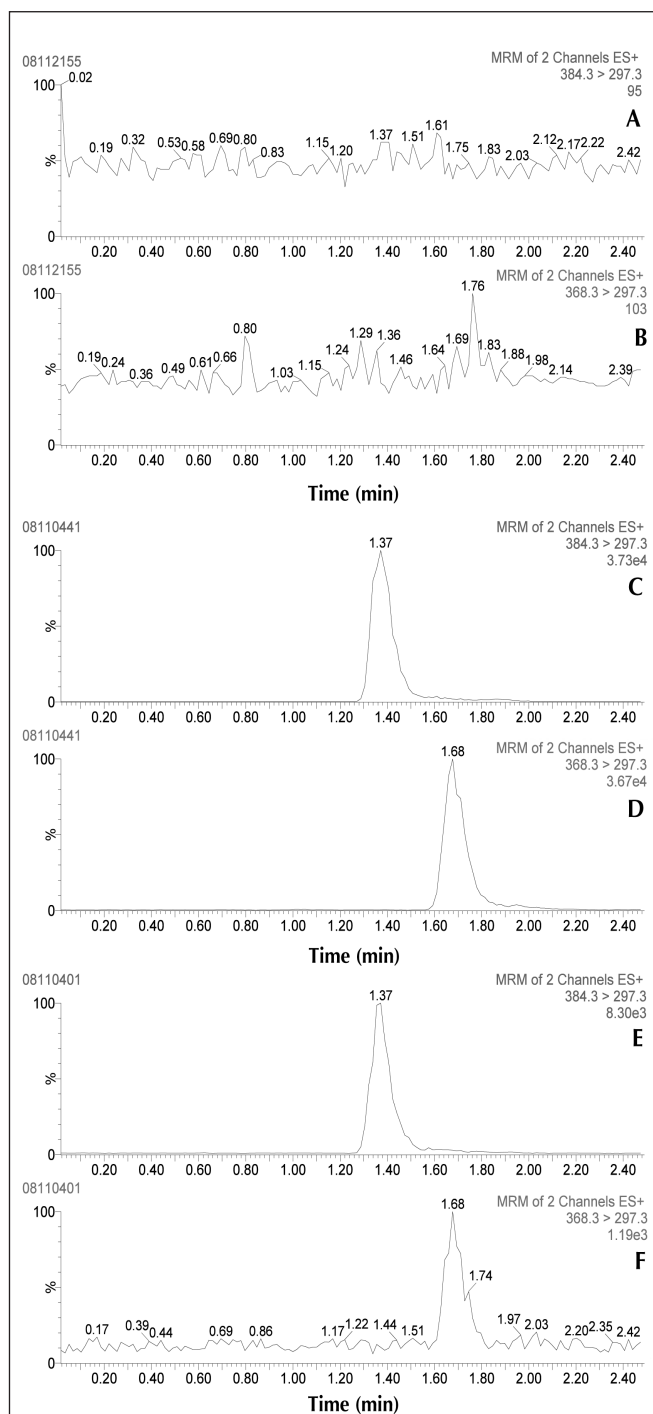 08112155
MRM of 2 Channels ES+
384.3 > 297.3
95
A
100
%
0
0.02
0.19 0.32 0.53 0.58 0.69 0.80 0.83 1.15 1.20 1.37 1.51 1.61 1.75 1.83 2.03 2.12 2.17 2.22 2.42
0.20 0.40 0.60 0.80 1.00 1.20 1.40 1.60 1.80 2.00 2.20 2.40
08112155
MRM of 2 Channels ES+
368.3 > 297.3
103
B
100
%
0
0.19 0.24 0.36 0.49 0.61 0.66 0.80 1.03 1.15 1.24 1.29 1.36 1.46 1.64 1.69 1.76 1.83 1.88 1.98 2.14 2.39
0.20 0.40 0.60 0.80 1.00 1.20 1.40 1.60 1.80 2.00 2.20 2.40
Time (min)
08110441
MRM of 2 Channels ES+
384.3 > 297.3
3.73e4
C
100
%
0
1.37
0.20 0.40 0.60 0.80 1.00 1.20 1.40 1.60 1.80 2.00 2.20 2.40
08110441
MRM of 2 Channels ES+
368.3 > 297.3
3.67e4
D
100
%
0
1.68
0.20 0.40 0.60 0.80 1.00 1.20 1.40 1.60 1.80 2.00 2.20 2.40
Time (min)
08110401
MRM of 2 Channels ES+
384.3 > 297.3
8.30e3
E
100
%
0
1.37
0.20 0.40 0.60 0.80 1.00 1.20 1.40 1.60 1.80 2.00 2.20 2.40
08110401
MRM of 2 Channels ES+
368.3 > 297.3
1.19e3
F
100
%
0
0.17 0.39 0.44 0.69 0.86 1.17 1.22 1.44 1.51 1.68 1.74 1.97 2.03 2.20 2.35 2.42
0.20 0.40 0.60 0.80 1.00 1.20 1.40 1.60 1.80 2.00 2.20 2.40
Time (min)